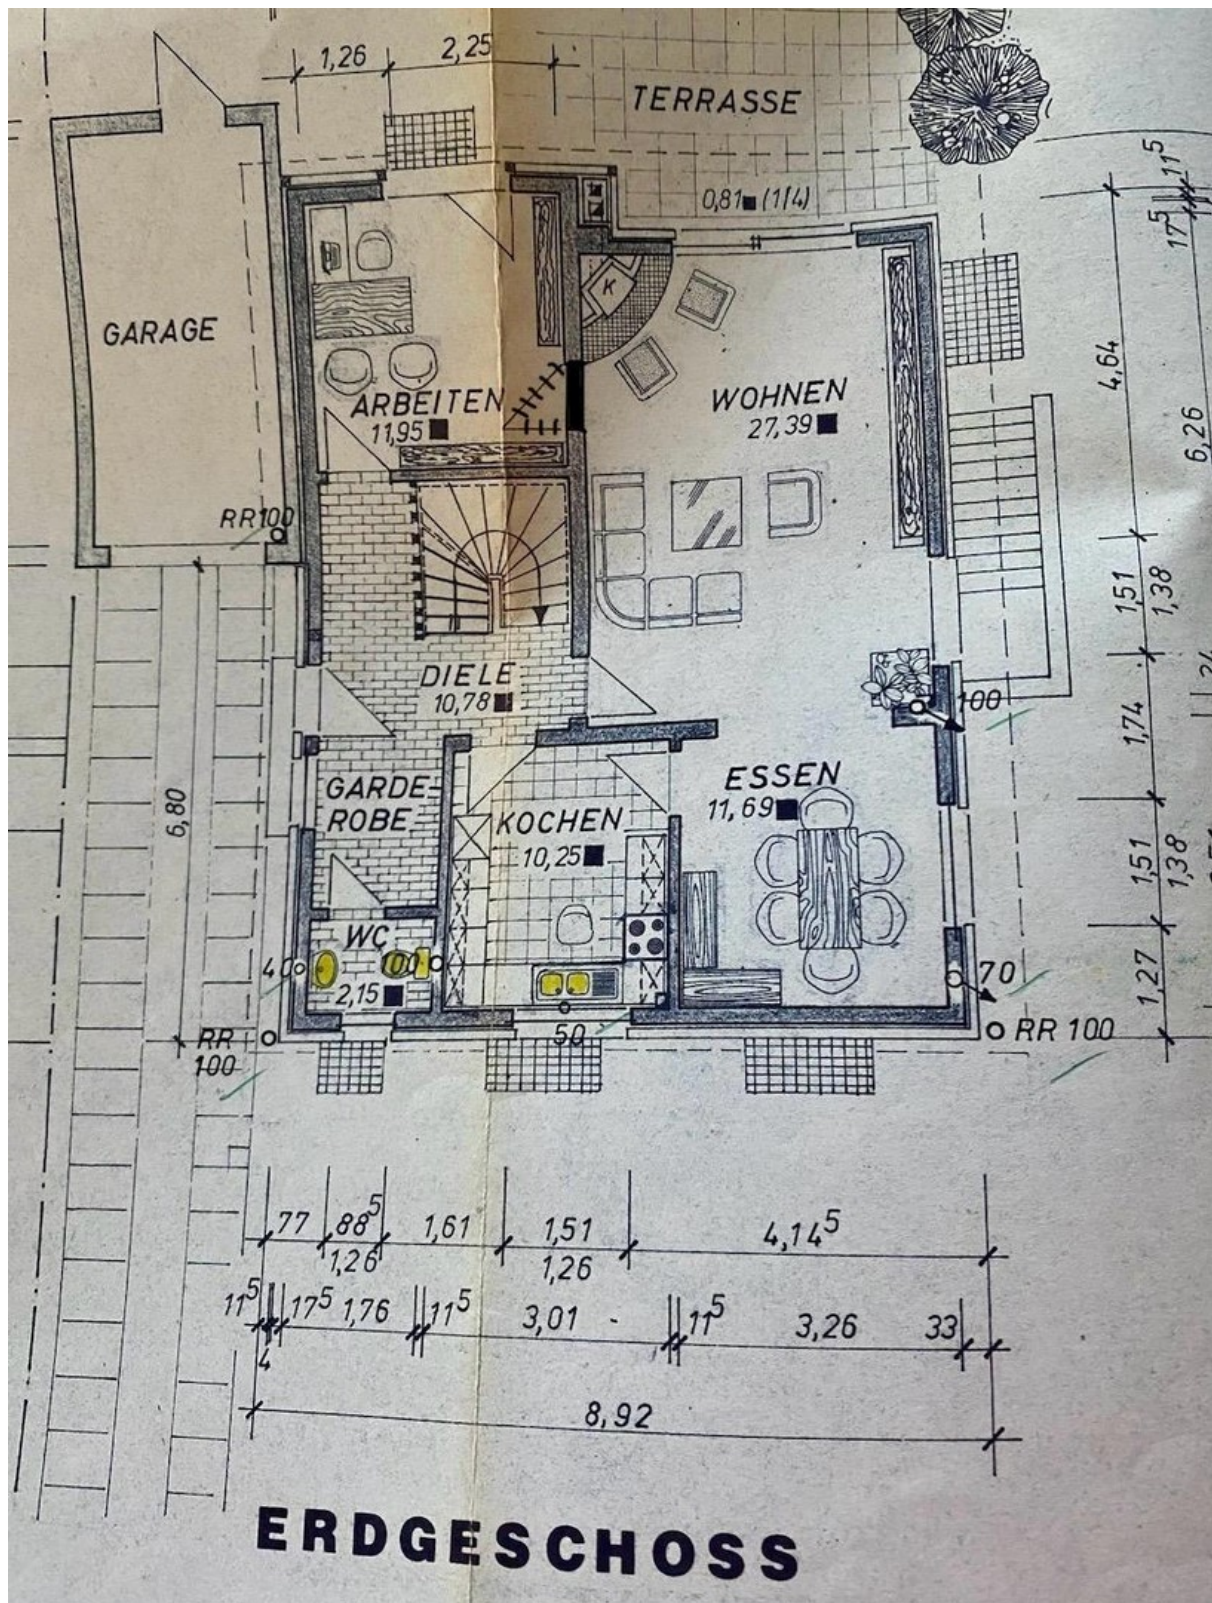 1,26 2,25
TERRASSE
0,81■(1/4)
17⁵ 11⁵
GARAGE
K
ARBEITEN
11,95■
WOHNEN
27,39■
4,64
6,26
RR100
1,51
1,38
DIELE
10,78■
100
1,74
6,80
GARDE
ROBE
KOCHEN
10,25■
ESSEN
11,69■
1,51
1,38
WC
2,15■
40
100
50
70
1,27
RR
100
RR 100
77 88⁵ 1,61 1,51 4,14⁵
1,26 1,26
11⁵ 17⁵ 1,76 11⁵ 3,01 11⁵ 3,26 33
4
8,92
ERDGESCHOSS